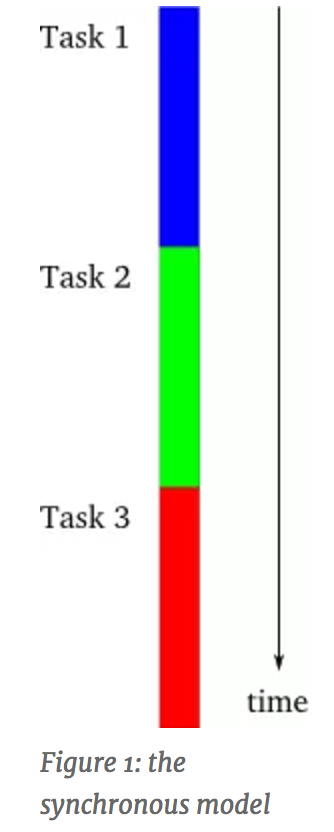 Task 1
Task 2
Task 3
time
Figure 1: the
synchronous model